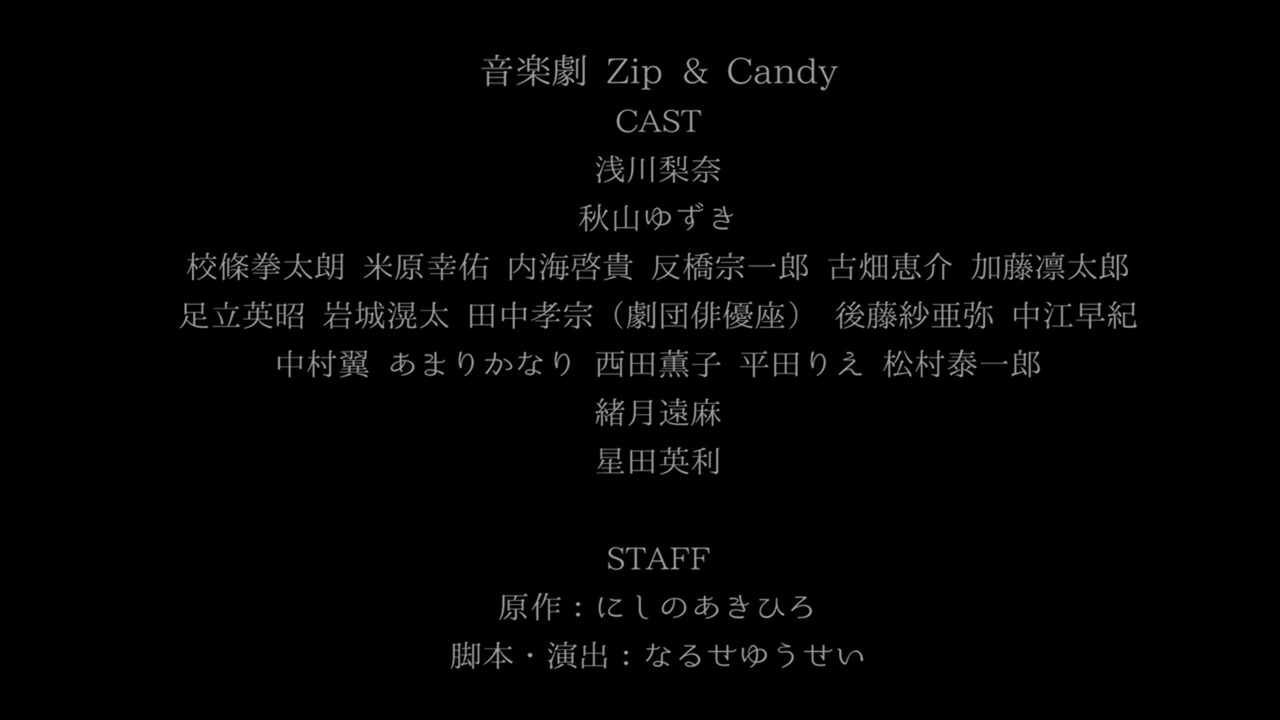 音楽劇 Zip & Candy
CAST
浅川梨奈
秋山ゆずき
校條拳太朗 米原幸佑 内海啓貴 反橋宗一郎 古畑恵介 加藤凛太郎
足立英昭 岩城滉太 田中孝宗（劇団俳優座） 後藤紗亜弥 中江早紀
中村翼 あまりかなり 西田薫子 平田りえ 松村泰一郎
緒月遠麻
星田英利
STAFF
原作：にしのあきひろ
脚本・演出：なるせゆうせい